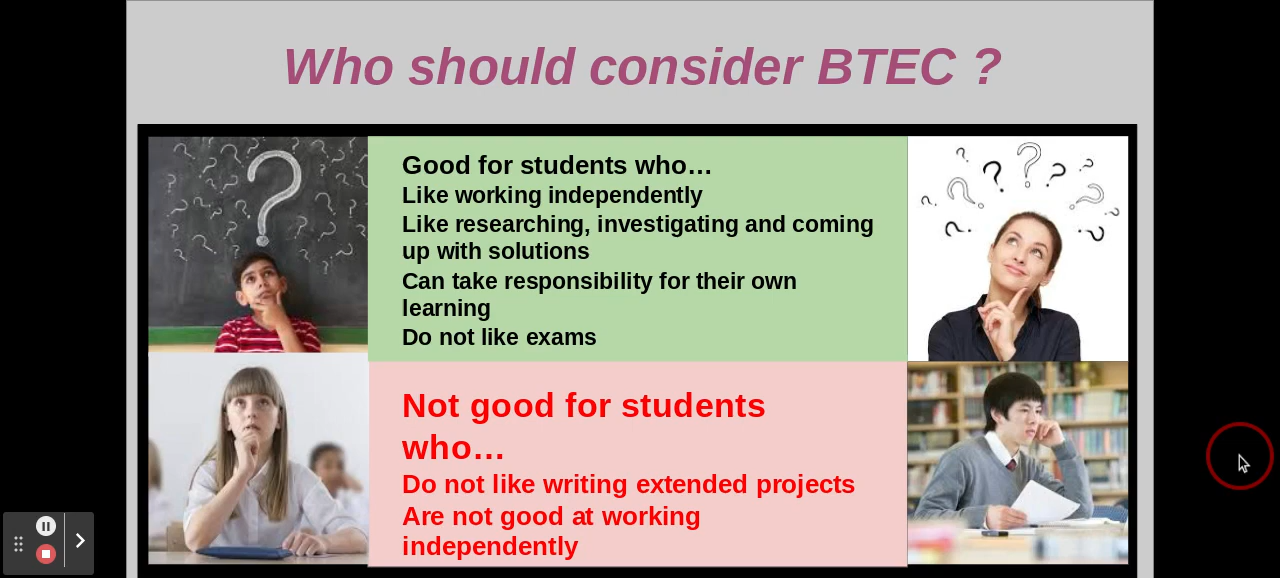 Who should consider BTEC ?
Good for students who…
Like working independently
Like researching, investigating and coming
up with solutions
Can take responsibility for their own
learning
Do not like exams
Not good for students
who…
Do not like writing extended projects
Are not good at working
independently